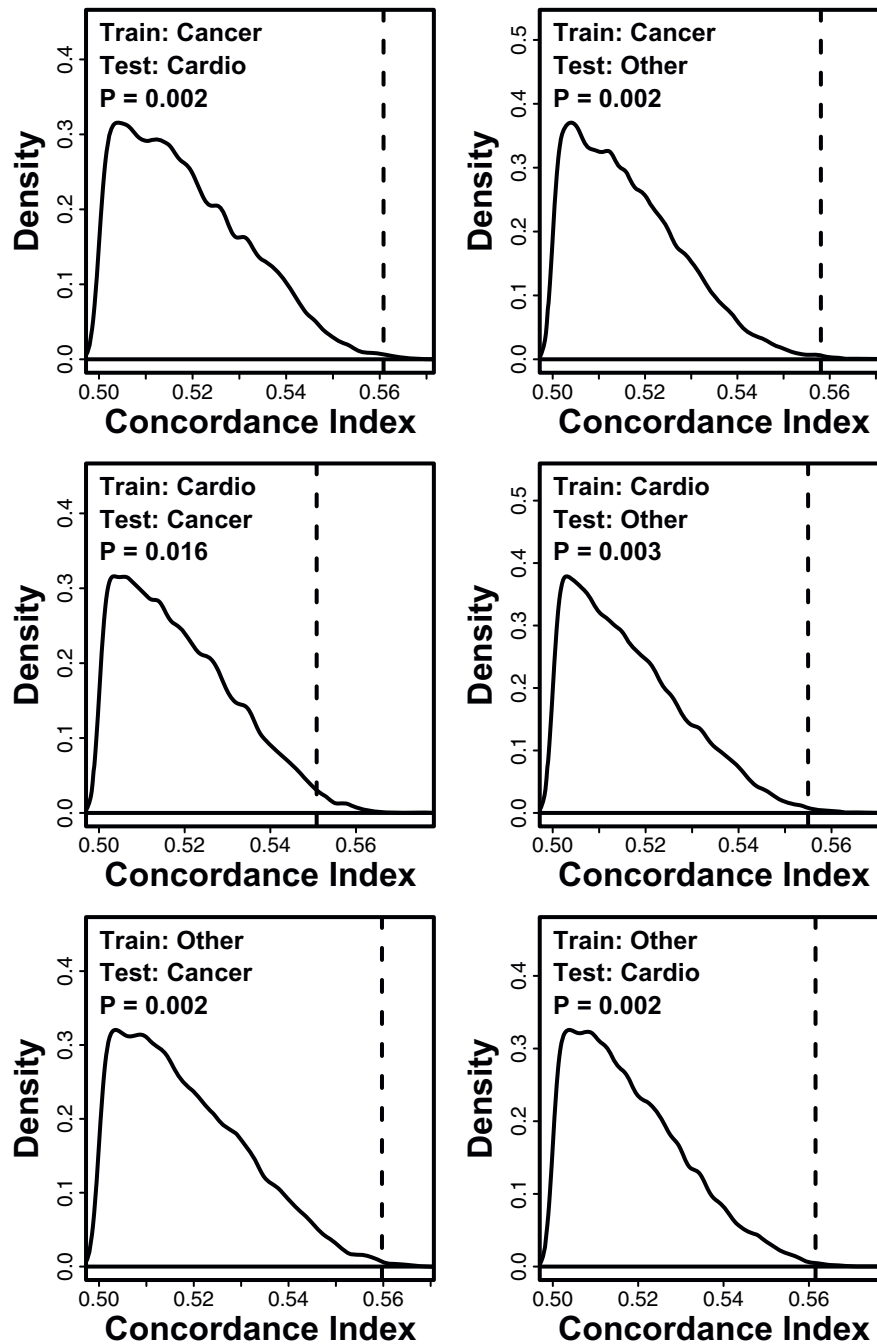 Train: Cancer
Test: Cardio
P = 0.002
Density
0.0 0.1 0.2 0.3 0.4
0.50 0.52 0.54 0.56
Concordance Index
Train: Cancer
Test: Other
P = 0.002
Density
0.0 0.1 0.2 0.3 0.4 0.5
0.50 0.52 0.54 0.56
Concordance Index
Train: Cardio
Test: Cancer
P = 0.016
Density
0.0 0.1 0.2 0.3 0.4
0.50 0.52 0.54 0.56
Concordance Index
Train: Cardio
Test: Other
P = 0.003
Density
0.0 0.1 0.2 0.3 0.4 0.5
0.50 0.52 0.54 0.56
Concordance Index
Train: Other
Test: Cancer
P = 0.002
Density
0.0 0.1 0.2 0.3 0.4
0.50 0.52 0.54 0.56
Concordance Index
Train: Other
Test: Cardio
P = 0.002
Density
0.0 0.1 0.2 0.3 0.4
0.50 0.52 0.54 0.56
Concordance Index